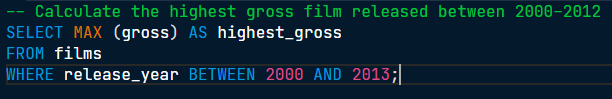 -- Calculate the highest gross film released between 2000-2012
SELECT MAX (gross) AS highest_gross
FROM films
WHERE release_year BETWEEN 2000 AND 2013;